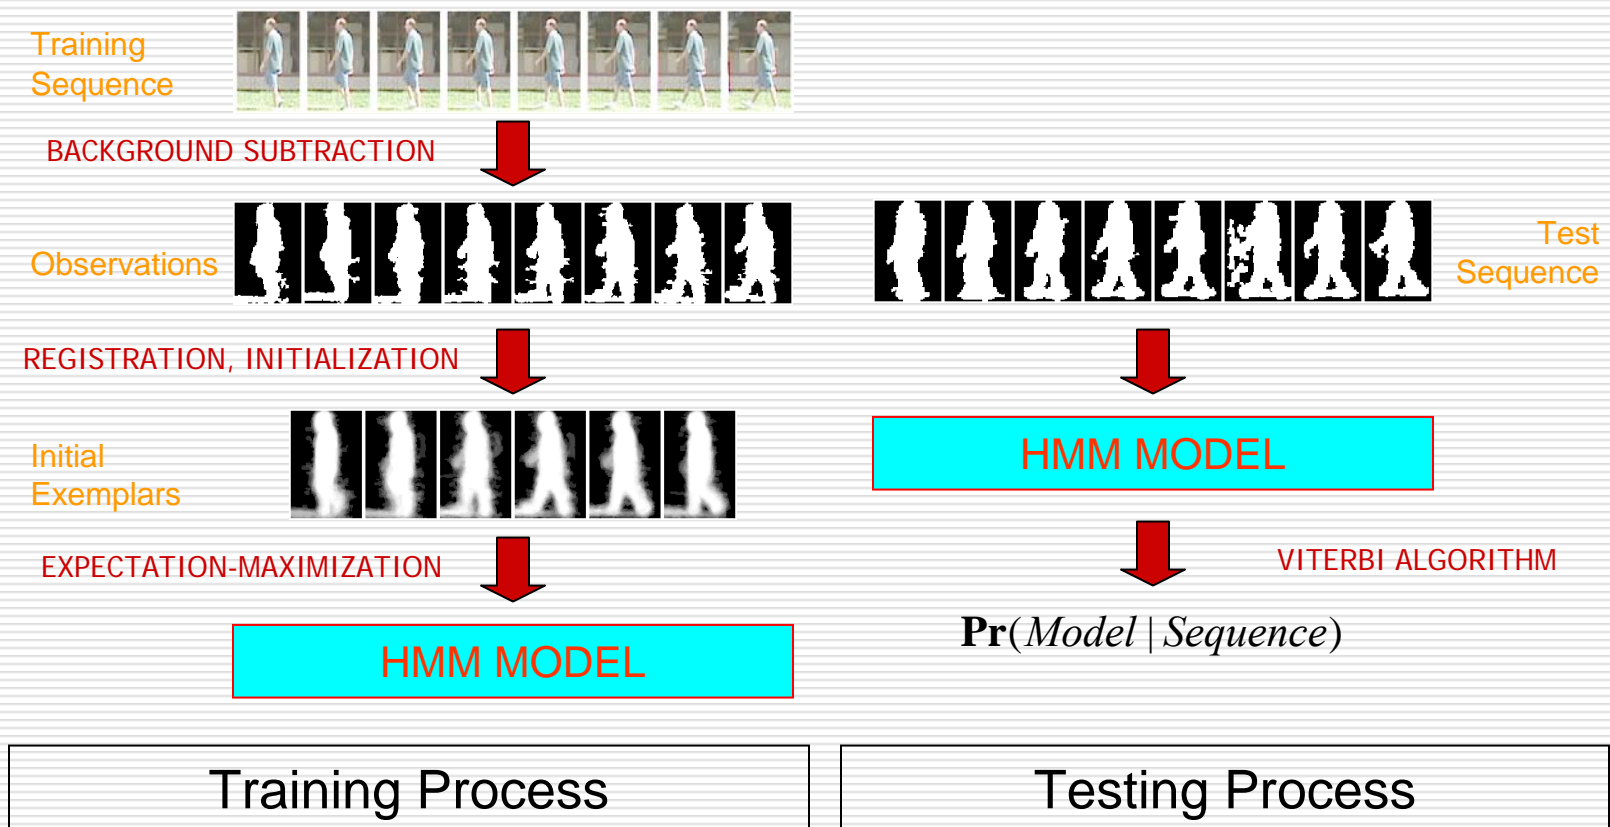 Training
Sequence
BACKGROUND SUBTRACTION
Observations
REGISTRATION, INITIALIZATION
Initial
Exemplars
EXPECTATION-MAXIMIZATION
HMM MODEL
Training Process
Test
Sequence
HMM MODEL
VITERBI ALGORITHM
Pr(Model | Sequence)
Testing Process